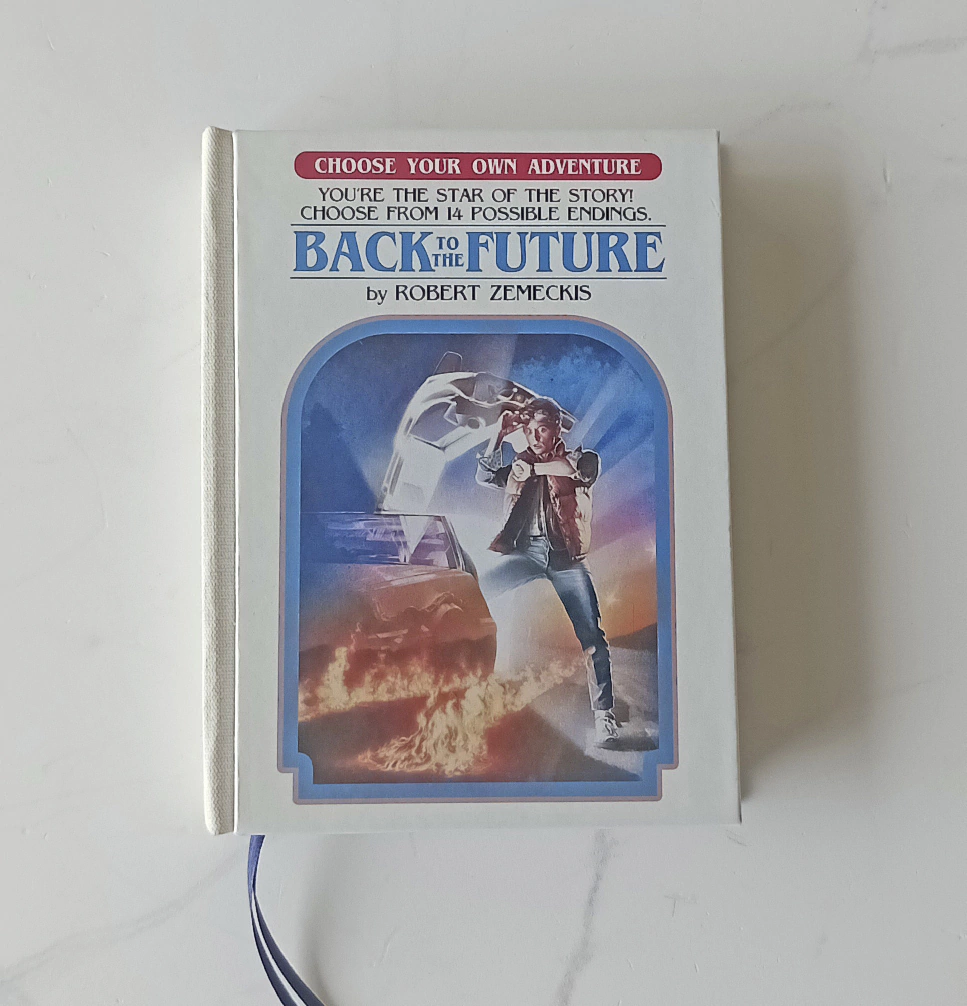 CHOOSE YOUR OWN ADVENTURE
YOU'RE THE STAR OF THE STORY!
CHOOSE FROM 14 POSSIBLE ENDINGS.
BACK TO THE FUTURE
by ROBERT ZEMECKIS